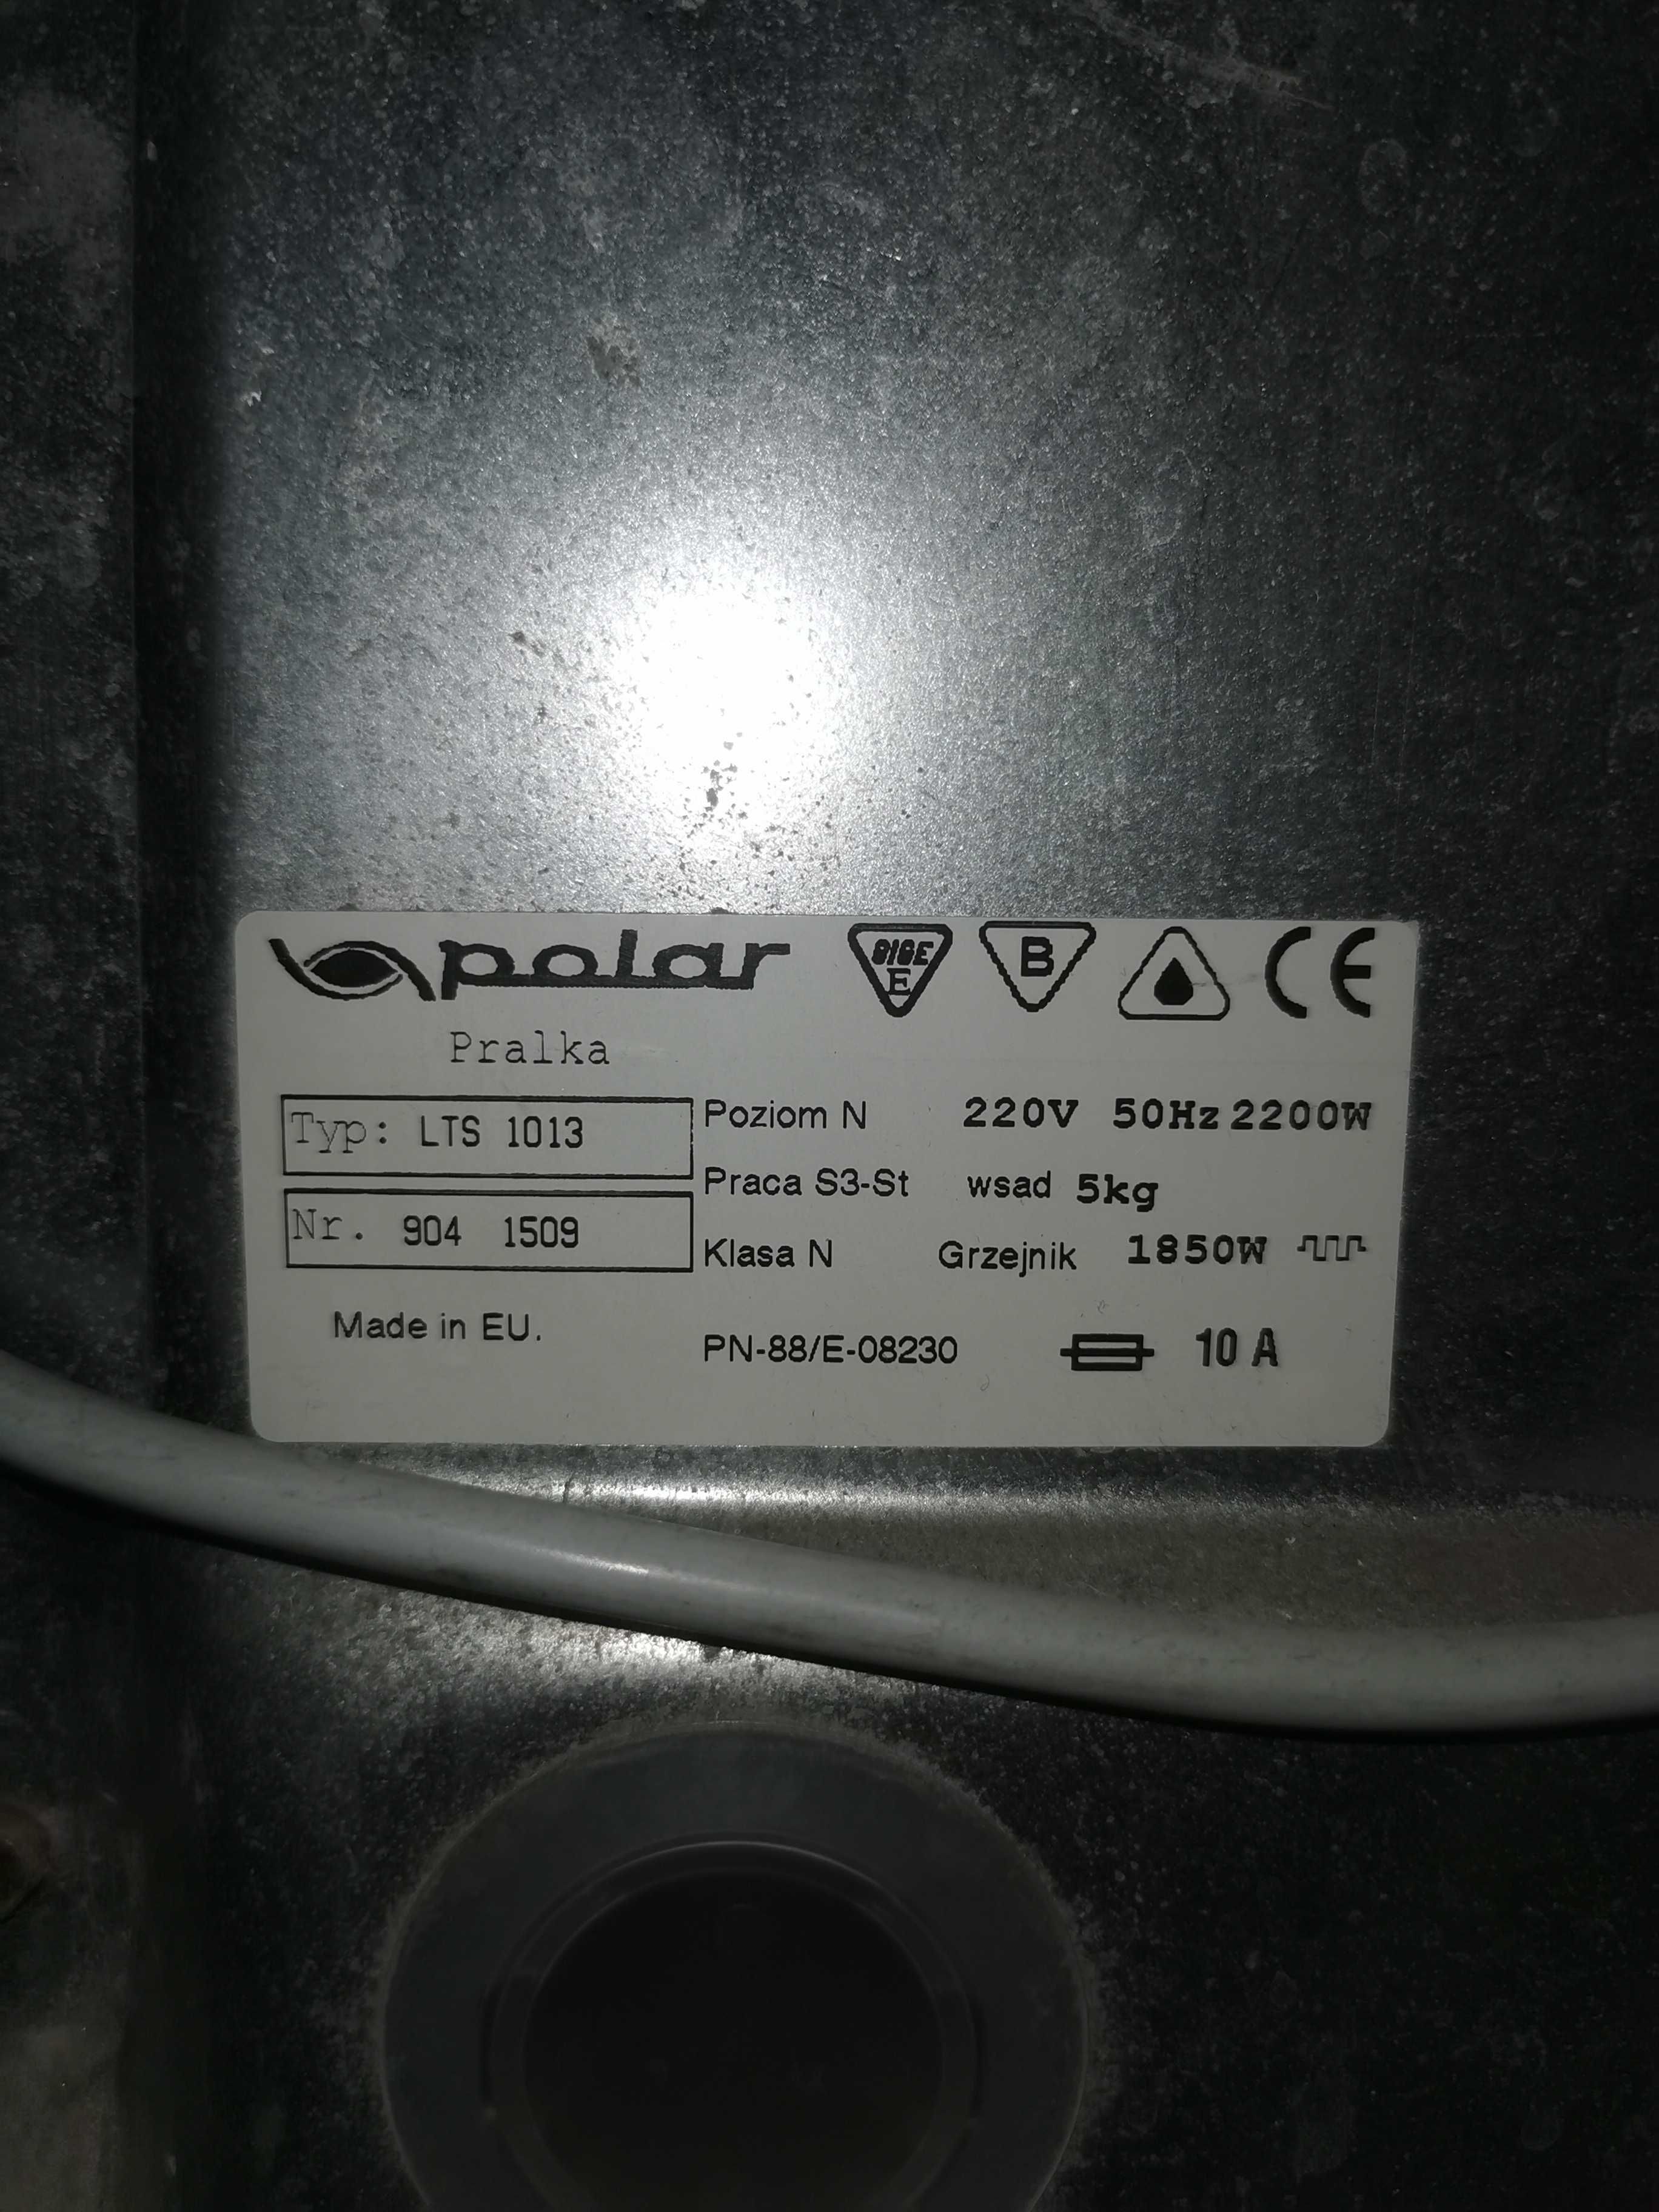 polar BIGE E B CE
Pralka
Typ: LTS 1013
Nr. 904 1509
Made in EU.
Poziom N 220V 50Hz 2200W
Praca S3-St wsad 5kg
Klasa N Grzejnik 1850W
PN-88/E-08230 10 A